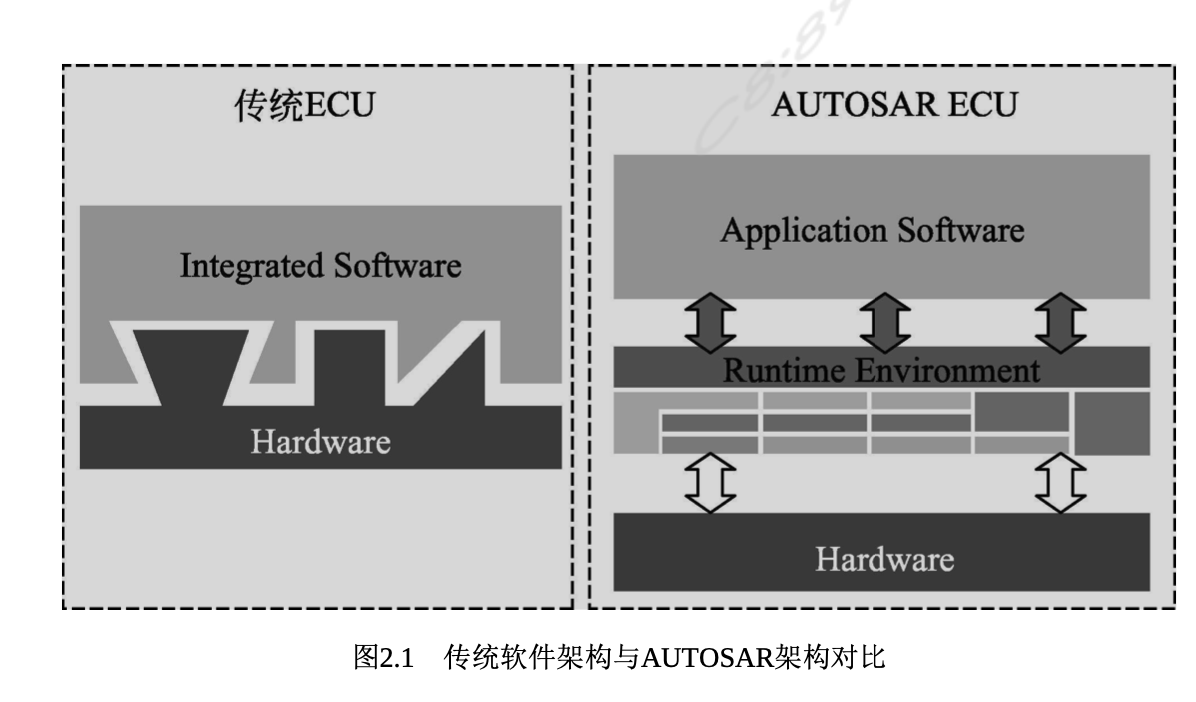 传统ECU
Integrated Software
Hardware
AUTOSAR ECU
Application Software
Runtime Environment
Hardware
图2.1 传统软件架构与AUTOSAR架构对比